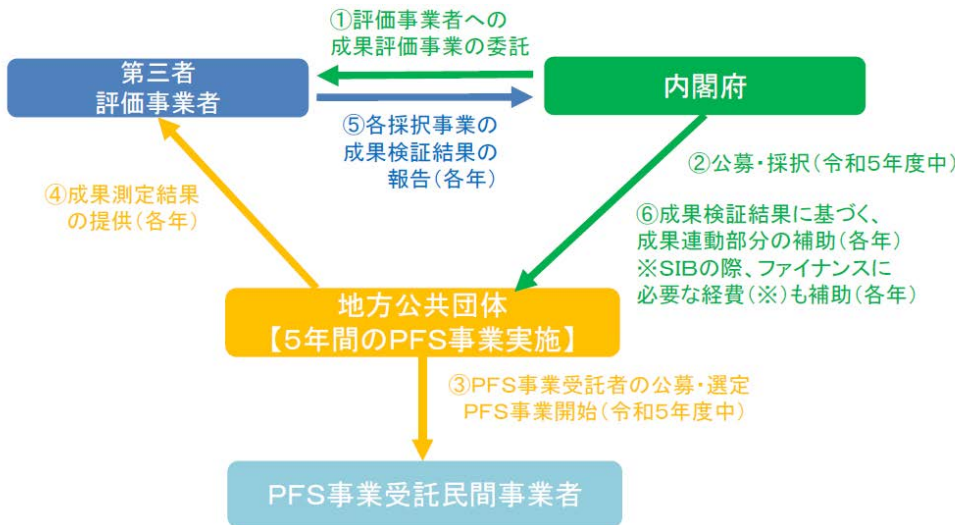 ①評価事業者への
成果評価事業の委託
第三者
評価事業者
内閣府
⑤各採択事業の
成果検証結果の
報告(各年)
②公募・採択(令和5年度中)
④成果測定結果
の提供(各年)
⑥成果検証結果に基づく、
成果連動部分の補助(各年)
※SIBの際、ファイナンスに
必要な経費(※)も補助(各年)
地方公共団体
【5年間のPFS事業実施】
③PFS事業受託者の公募・選定
PFS事業開始(令和5年度中)
PFS事業受託民間事業者